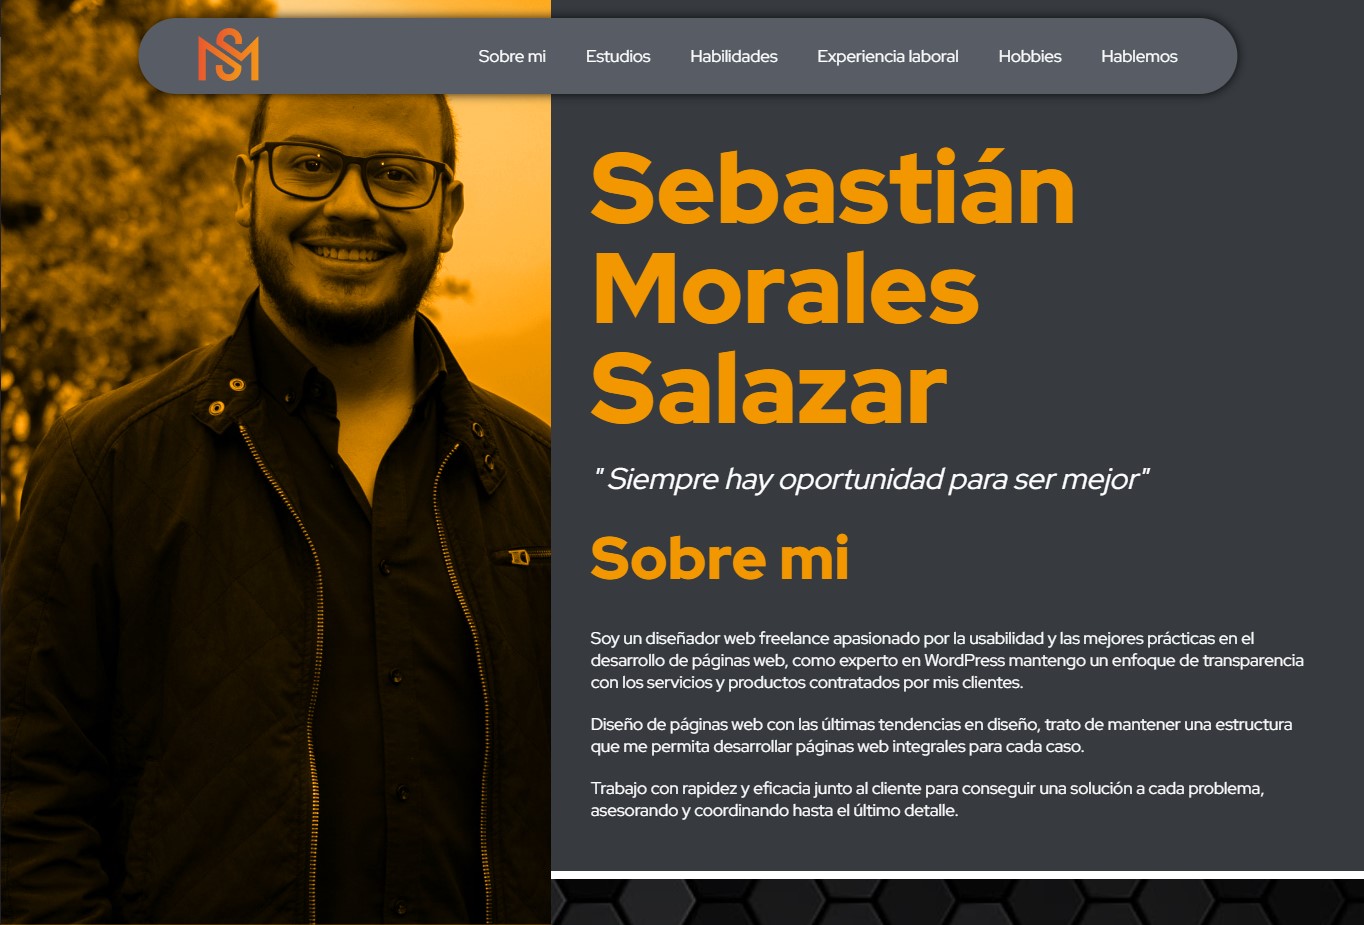 SM
Sobre mi
Estudios
Habilidades
Experiencia laboral
Hobbies
Hablemos
Sebastián
Morales
Salazar
" Siempre hay oportunidad para ser mejor"
Sobre mi
Soy un diseñador web freelance apasionado por la usabilidad y las mejores prácticas en el
desarrollo de páginas web, como experto en WordPress mantengo un enfoque de transparencia
con los servicios y productos contratados por mis clientes.
Diseño de páginas web con las últimas tendencias en diseño, trato de mantener una estructura
que me permita desarrollar páginas web integrales para cada caso.
Trabajo con rapidez y eficacia junto al cliente para conseguir una solución a cada problema,
asesorando y coordinando hasta el último detalle.